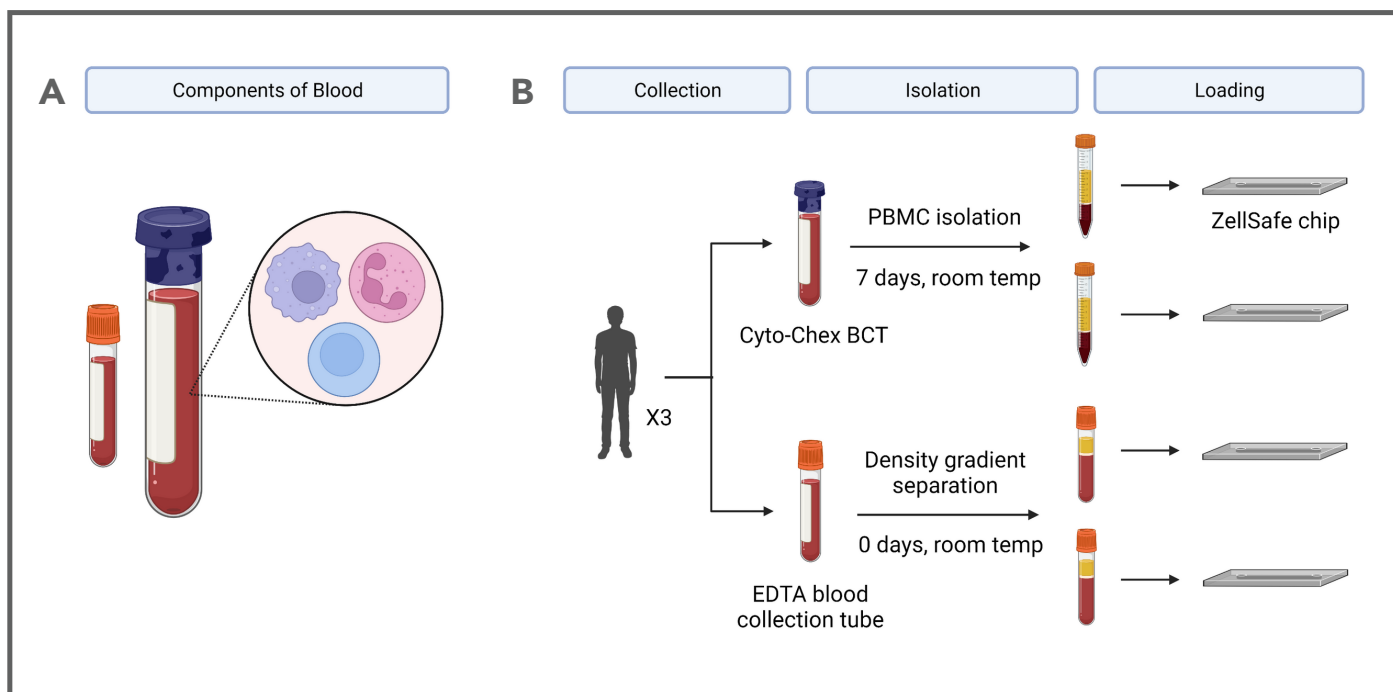 A
Components of Blood
B
Collection
Isolation
Loading
PBMC isolation
7 days, room temp
ZellSafe chip
Cyto-Chex BCT
X3
Density gradient
separation
0 days, room temp
EDTA blood
collection tube